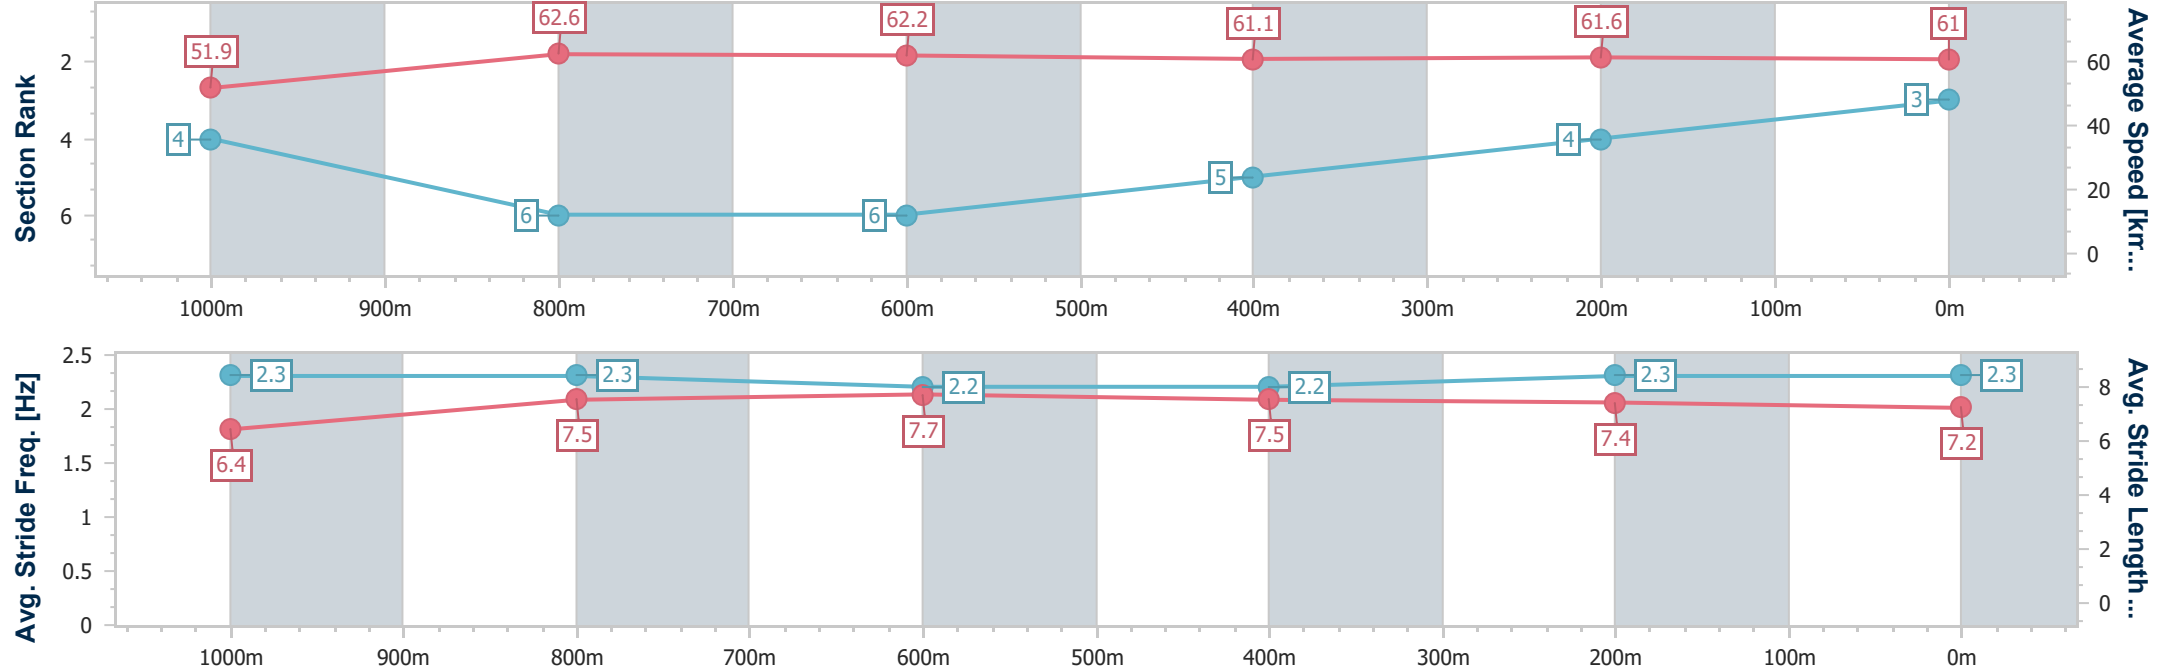 Section Rank
2
4
6
51.9
62.6
62.2
61.1
61.6
61
4
6
6
5
4
3
60
40
20
0
Average Speed [km...
1000m
900m
800m
700m
600m
500m
400m
300m
200m
100m
0m
Avg. Stride Freq. [Hz]
2.5
2
1.5
1
0.5
0
2.3
2.3
2.2
2.2
2.3
2.3
6.4
7.5
7.7
7.5
7.4
7.2
8
6
4
2
0
Avg. Stride Length ...
1000m
900m
800m
700m
600m
500m
400m
300m
200m
100m
0m